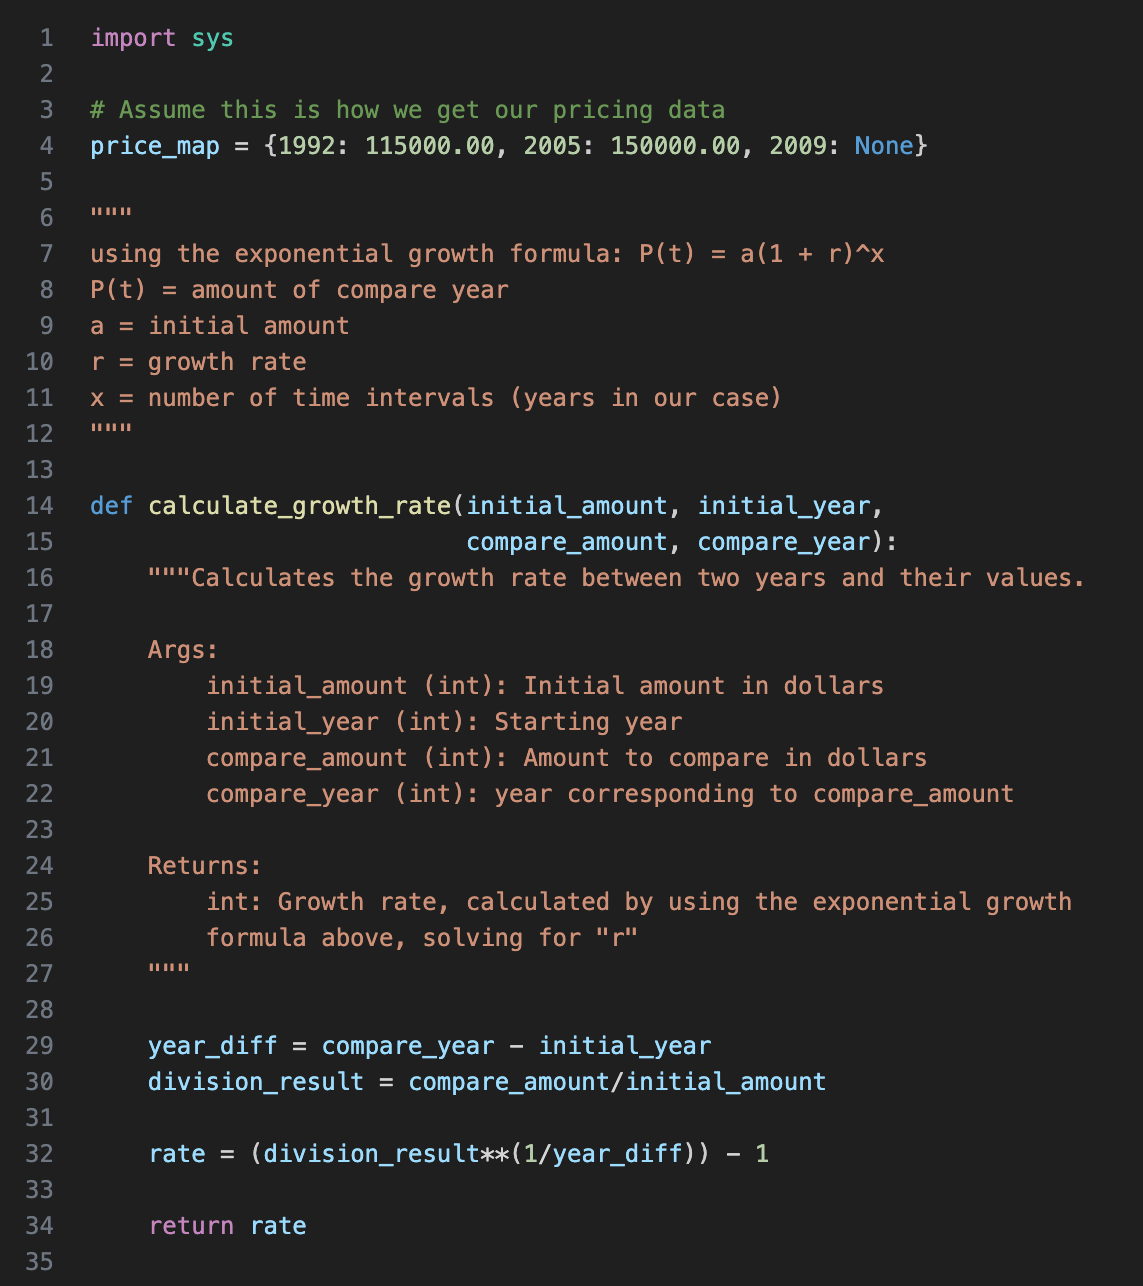 1 import sys
2
3 # Assume this is how we get our pricing data
4 price_map = {1992: 115000.00, 2005: 150000.00, 2009: None}
5
6 """
7 using the exponential growth formula: P(t) = a(1 + r)^x
8 P(t) = amount of compare year
9 a = initial amount
10 r = growth rate
11 x = number of time intervals (years in our case)
12 """
13
14 def calculate_growth_rate(initial_amount, initial_year,
15                           compare_amount, compare_year):
16     """Calculates the growth rate between two years and their values.
17
18     Args:
19         initial_amount (int): Initial amount in dollars
20         initial_year (int): Starting year
21         compare_amount (int): Amount to compare in dollars
22         compare_year (int): year corresponding to compare_amount
23
24     Returns:
25         int: Growth rate, calculated by using the exponential growth
26         formula above, solving for "r"
27     """
28
29     year_diff = compare_year - initial_year
30     division_result = compare_amount/initial_amount
31
32     rate = (division_result**(1/year_diff)) - 1
33
34     return rate
35